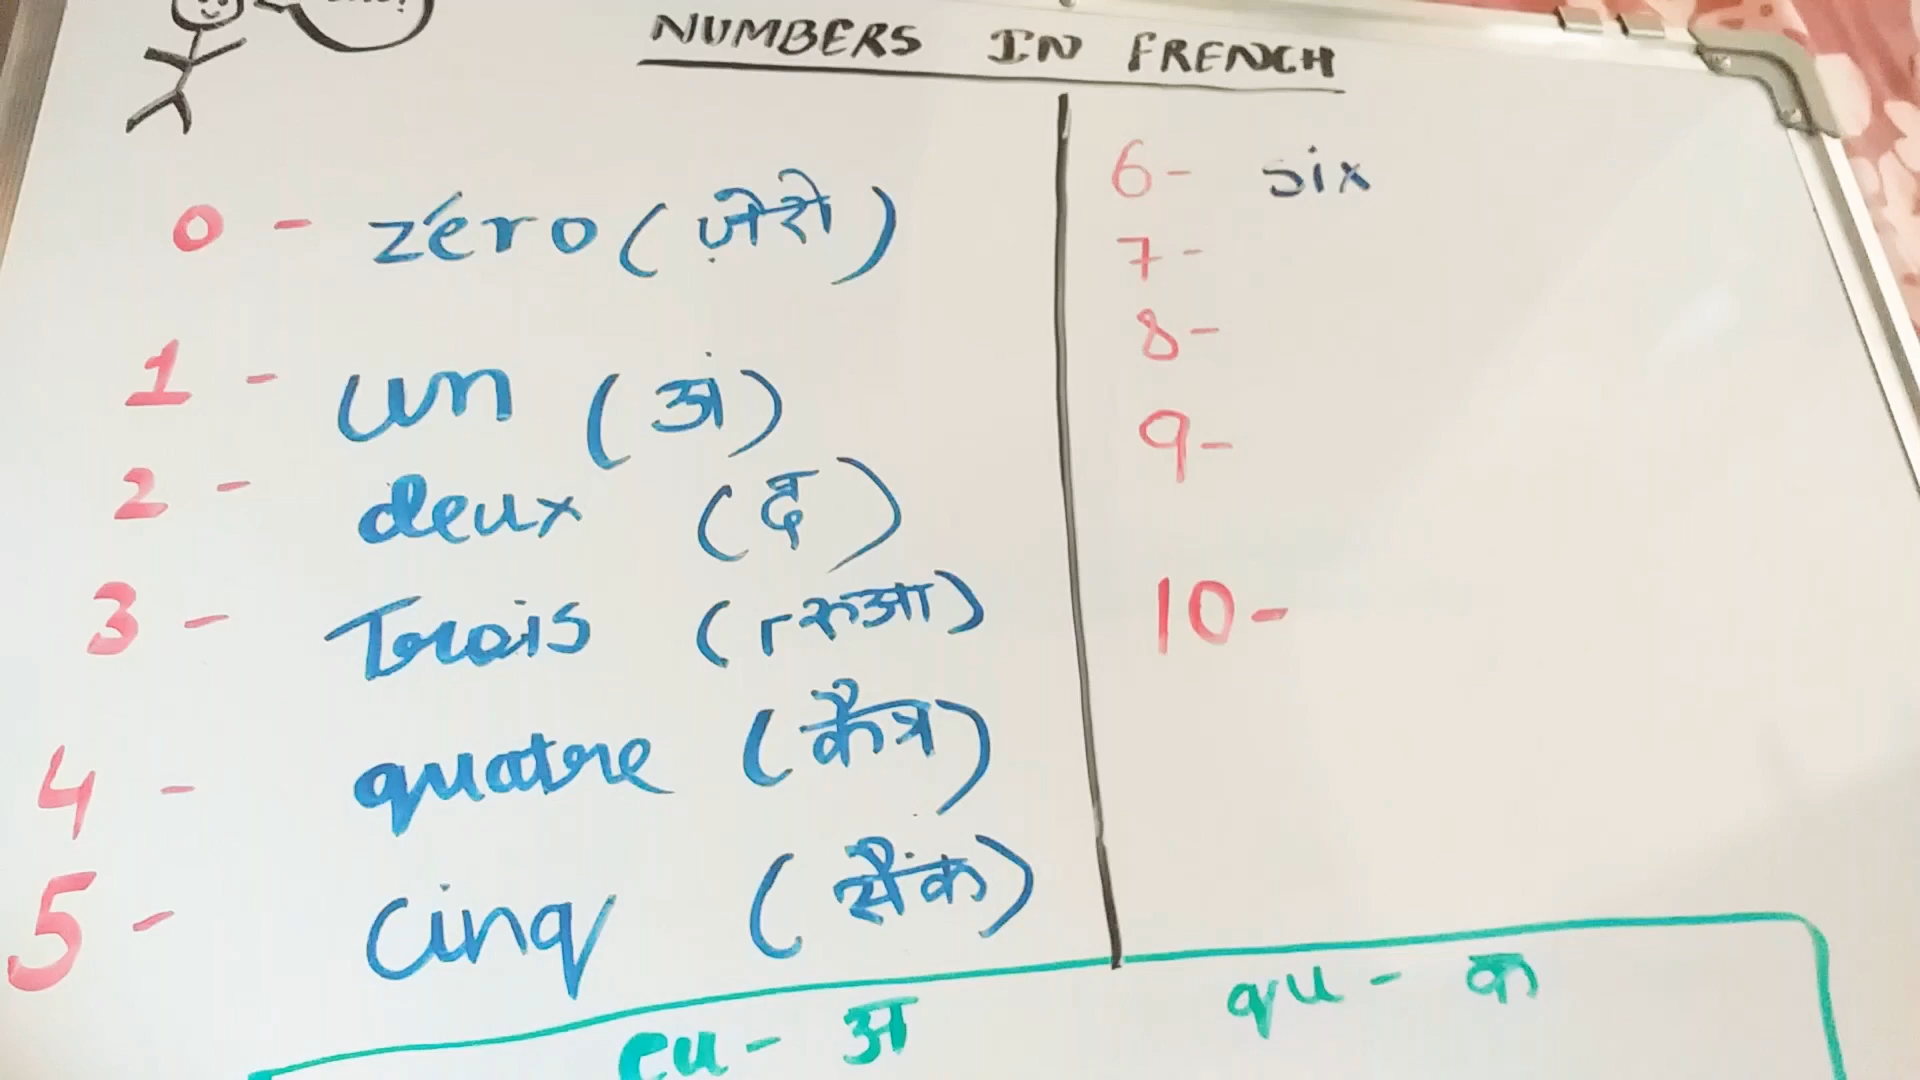 NUMBERS IN FRENCH
0 - zéro (ज़ेरो)
1 - un (अं)
2 - deux (द)
3 - Trois
4 - quatre (कैत्र)
5 - cinq (सैंक)
6 - six
7 -
8 -
9 -
10 -
eu - अ
qu - क